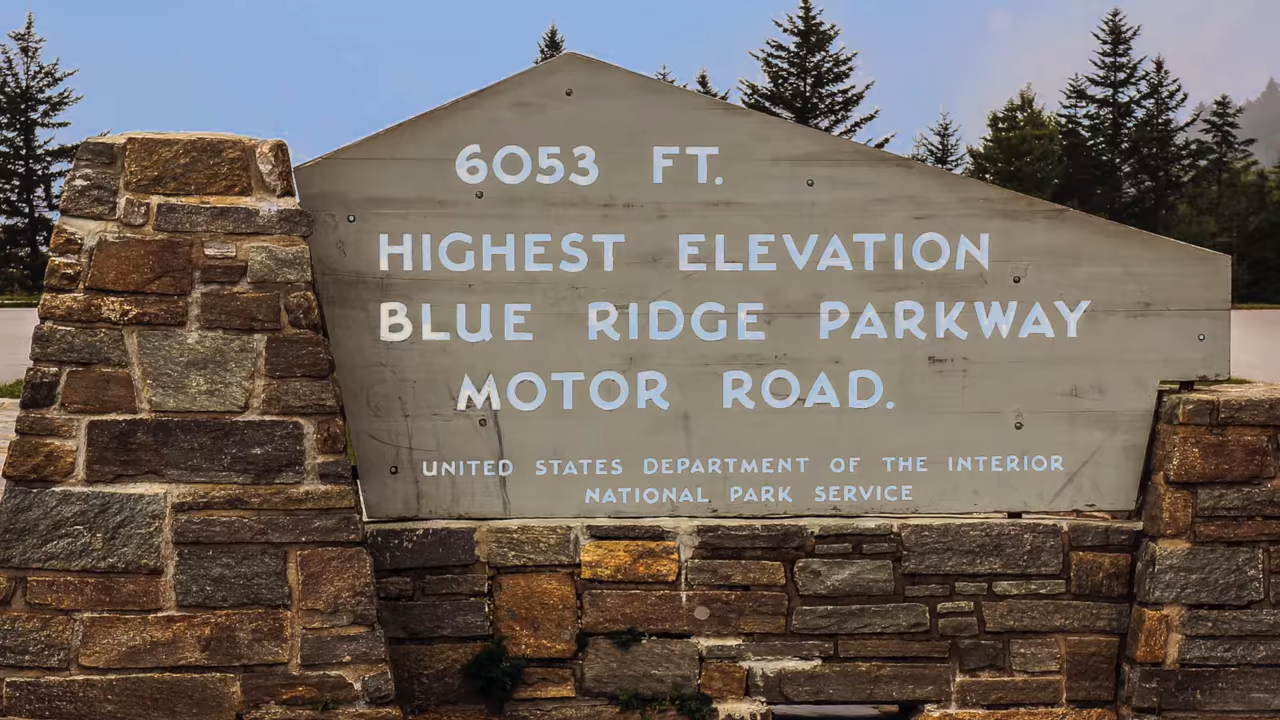 6053 FT.
HIGHEST ELEVATION
BLUE RIDGE PARKWAY
MOTOR ROAD.
UNITED STATES DEPARTMENT OF THE INTERIOR
NATIONAL PARK SERVICE